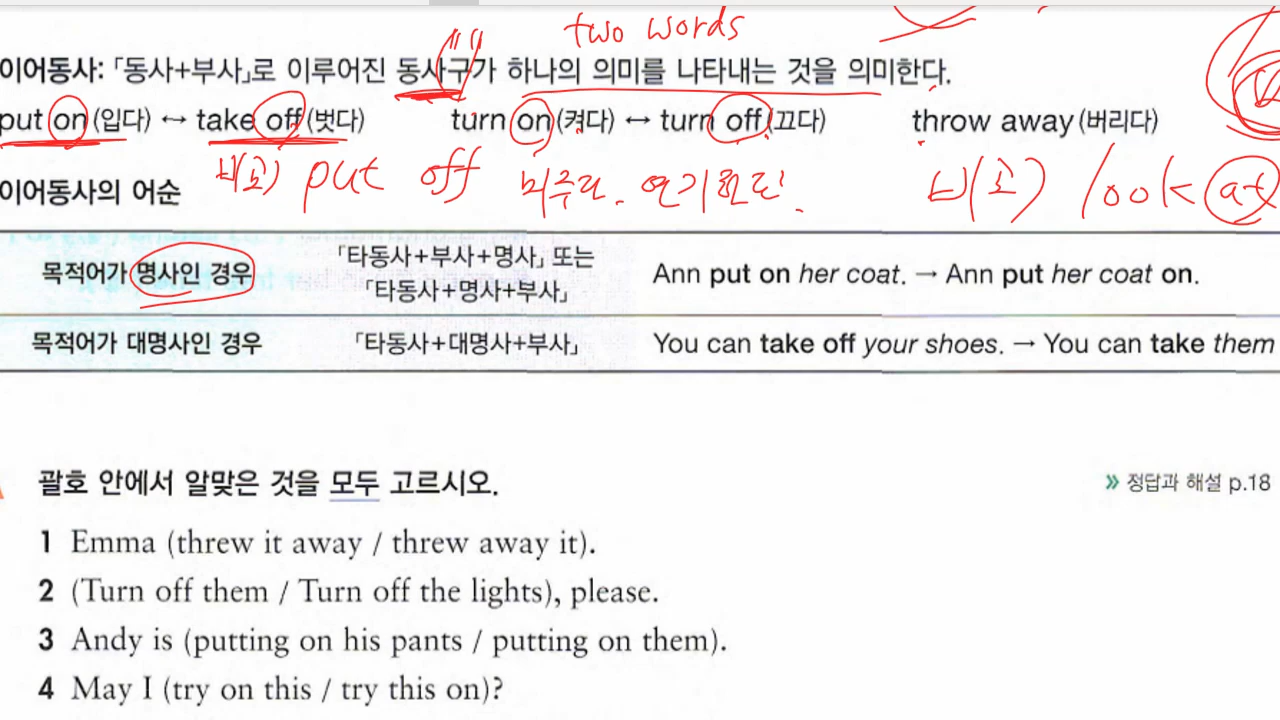 two words
이어동사: 「동사+부사」로 이루어진 동사구가 하나의 의미를 나타내는 것을 의미한다.
put on (입다) ↔ take off (벗다) turn on (켜다) ↔ turn off (끄다) throw away (버리다)
비교) put off 미루다. 연기한다.
비교) look at
이어동사의 어순
목적어가 명사인 경우 「타동사+부사+명사」 또는 「타동사+명사+부사」 Ann put on her coat. → Ann put her coat on.
목적어가 대명사인 경우 「타동사+대명사+부사」 You can take off your shoes. → You can take them
괄호 안에서 알맞은 것을 모두 고르시오.
» 정답과 해설 p.18
1 Emma (threw it away / threw away it).
2 (Turn off them / Turn off the lights), please.
3 Andy is (putting on his pants / putting on them).
4 May I (try on this / try this on)?